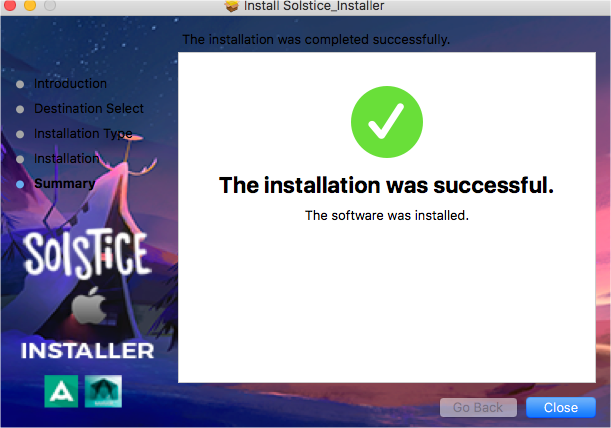 Install Solstice_Installer
The installation was completed successfully.
Introduction
Destination Select
Installation Type
Installation
Summary
The installation was successful.
The software was installed.
SOLSTICE
INSTALLER
A
Go Back
Close